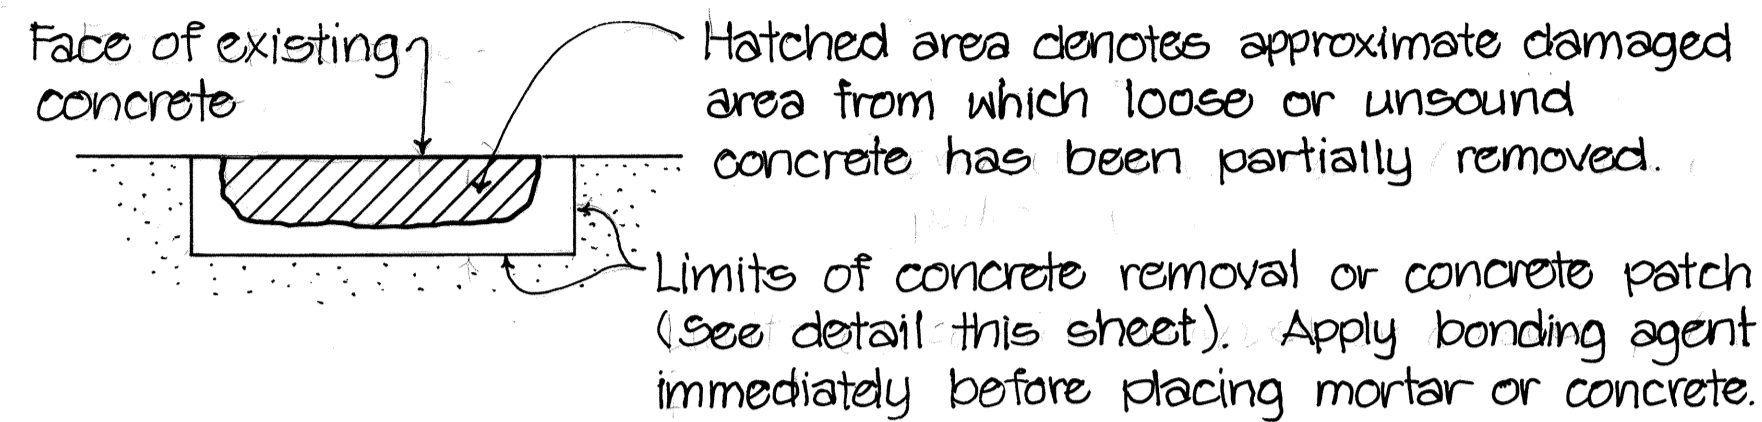 Face of existing
concrete
Hatched area denotes approximate damaged
area from which loose or unsound
concrete has been partially removed.
Limits of concrete removal or concrete patch
(See detail this sheet). Apply bonding agent
immediately before placing mortar or concrete.